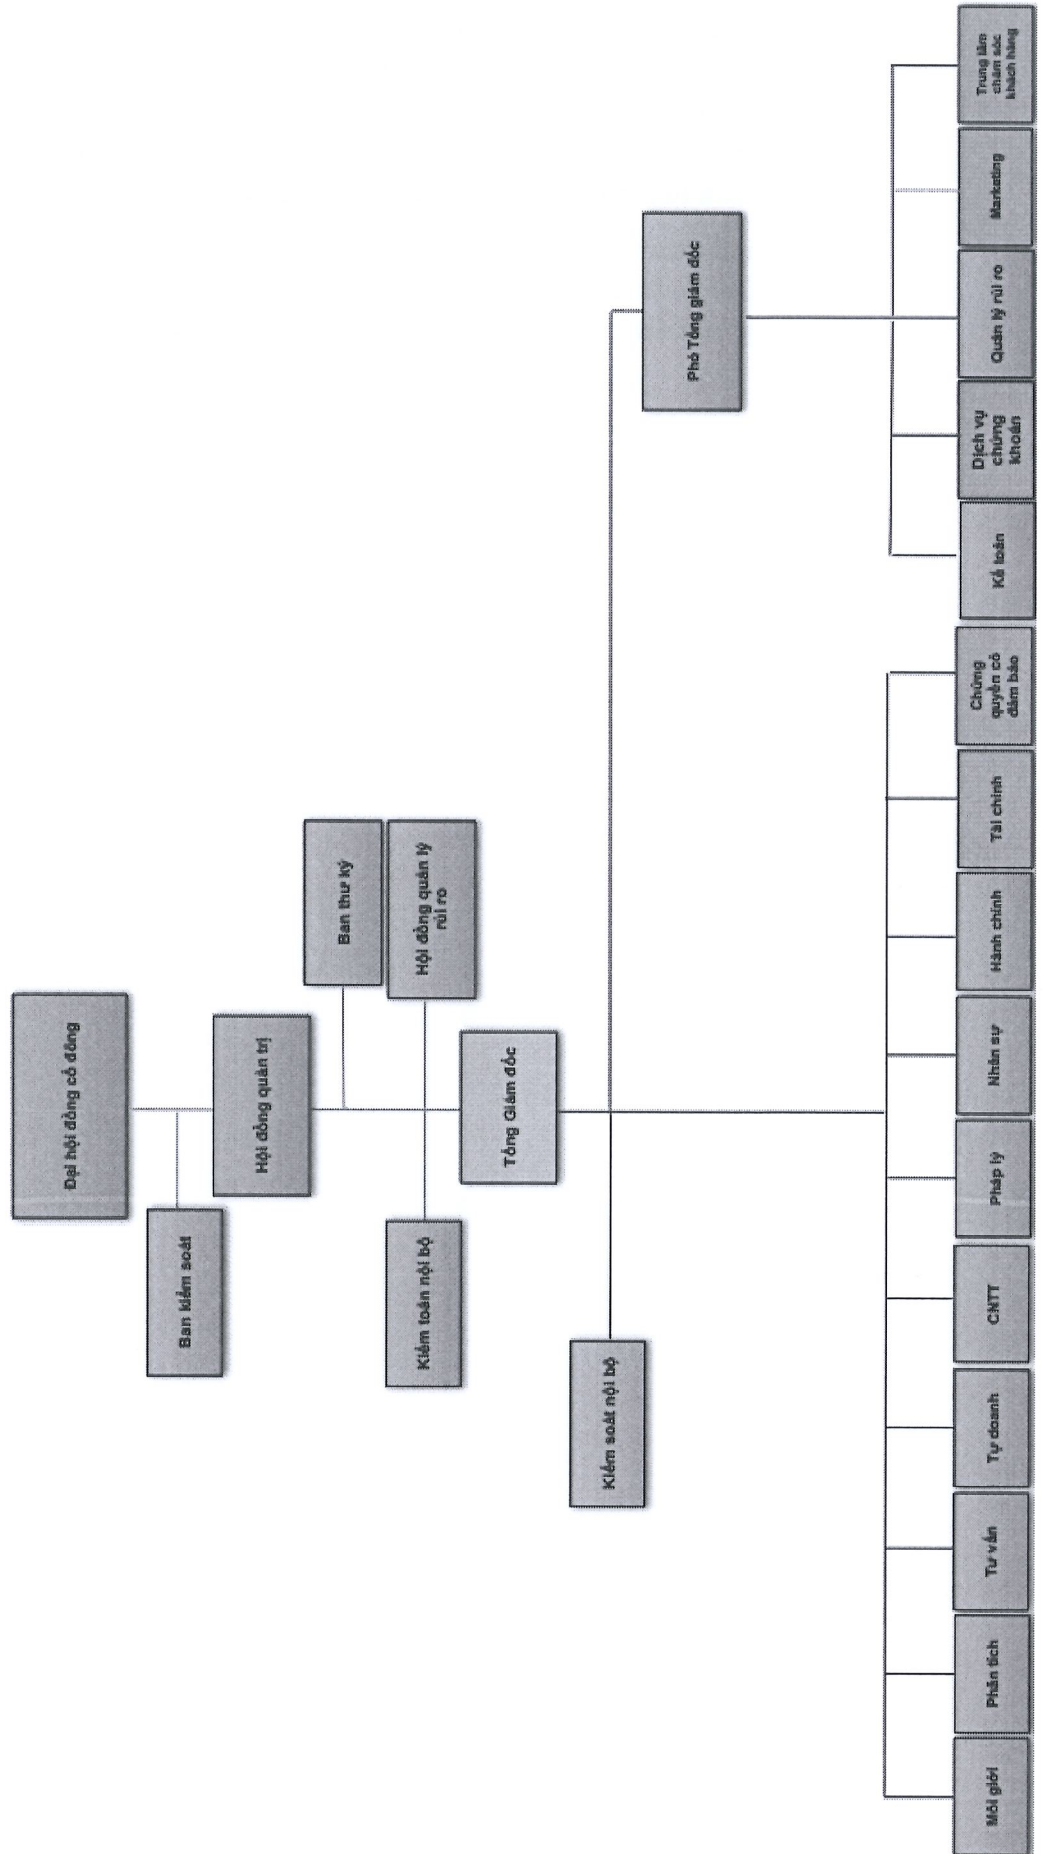 Đại hội đồng cổ đông
Ban kiểm soát
Hội đồng quản trị
Ban thư ký
Kiểm toán nội bộ
Hội đồng quản lý
rủi ro
Tổng Giám đốc
Kiểm soát nội bộ
Phó Tổng giám đốc
Môi giới
Phân tích
Tư vấn
Tự doanh
CNTT
Pháp lý
Nhân sự
Hành chính
Tài chính
Chứng
quyền có
đảm bảo
Kế toán
Dịch vụ
chứng
khoán
Quản lý rủi ro
Marketing
Trung tâm
chăm sóc
khách hàng